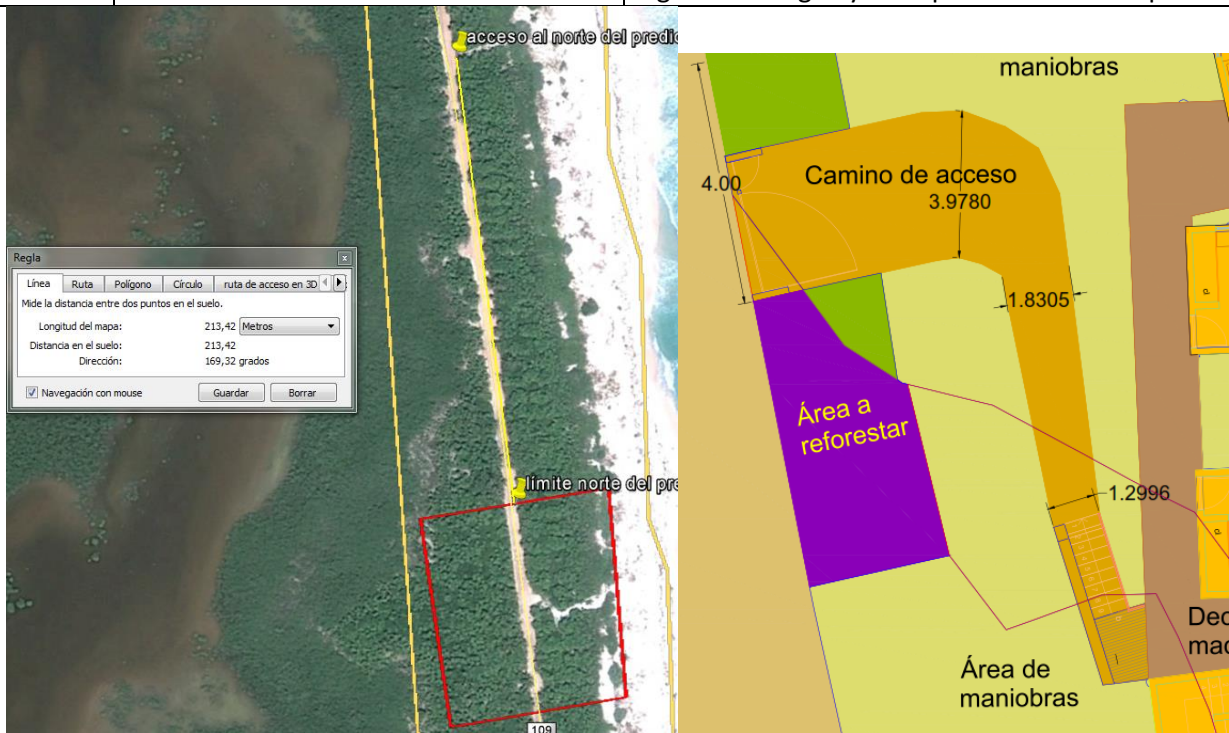 acceso al norte del predio
Regla
Línea Ruta Polígono Círculo ruta de acceso en 3D
Mide la distancia entre dos puntos en el suelo.
Longitud del mapa: 213,42 Metros
Distancia en el suelo: 213,42
Dirección: 169,32 grados
Navegación con mouse Guardar Borrar
límite norte del pre
109
maniobras
4.00
Camino de acceso
3.9780
1.8305
Área a
reforestar
1.2996
Área de
maniobras